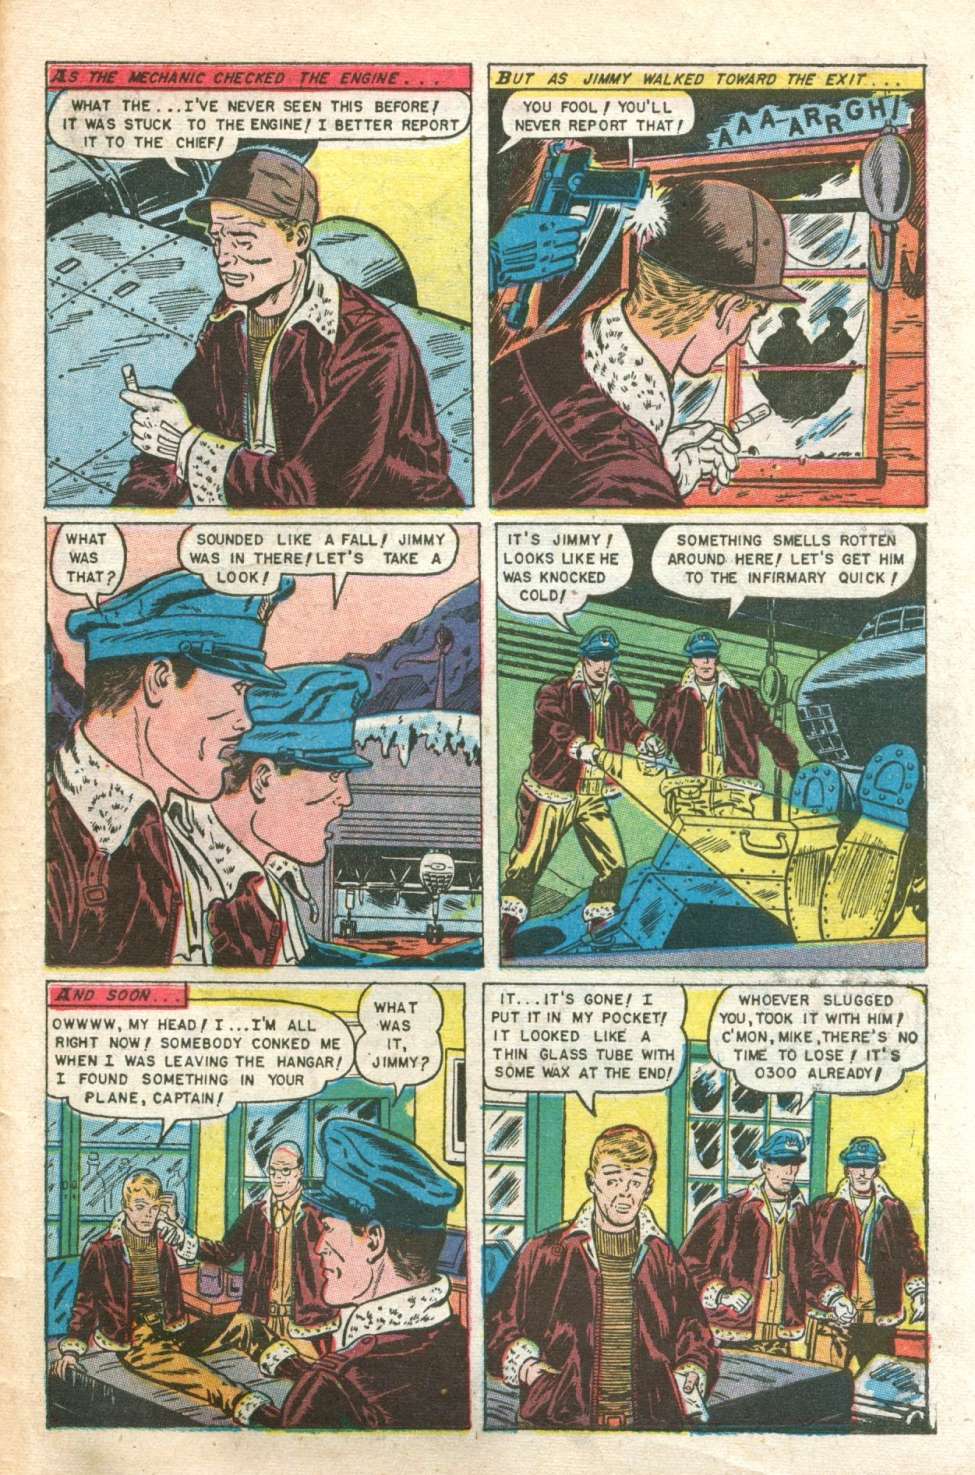 AS THE MECHANIC CHECKED THE ENGINE...
WHAT THE...I'VE NEVER SEEN THIS BEFORE!
IT WAS STUCK TO THE ENGINE! I BETTER REPORT
IT TO THE CHIEF!
BUT AS JIMMY WALKED TOWARD THE EXIT...
YOU FOOL! YOU'LL
NEVER REPORT THAT!
AAA-ARRGH!
WHAT
WAS
THAT?
SOUNDED LIKE A FALL! JIMMY
WAS IN THERE! LET'S TAKE A
LOOK!
IT'S JIMMY!
LOOKS LIKE HE
WAS KNOCKED
COLD!
SOMETHING SMELLS ROTTEN
AROUND HERE! LET'S GET HIM
TO THE INFIRMARY QUICK!
AND SOON...
OWWWW, MY HEAD! I...I'M ALL
RIGHT NOW! SOMEBODY CONKED ME
WHEN I WAS LEAVING THE HANGAR!
I FOUND SOMETHING IN YOUR
PLANE, CAPTAIN!
WHAT
WAS
IT,
JIMMY?
IT...IT'S GONE! I
PUT IT IN MY POCKET!
IT LOOKED LIKE A
THIN GLASS TUBE WITH
SOME WAX AT THE END!
WHOEVER SLUGGED
YOU, TOOK IT WITH HIM!
C'MON, MIKE, THERE'S NO
TIME TO LOSE! IT'S
0300 ALREADY!